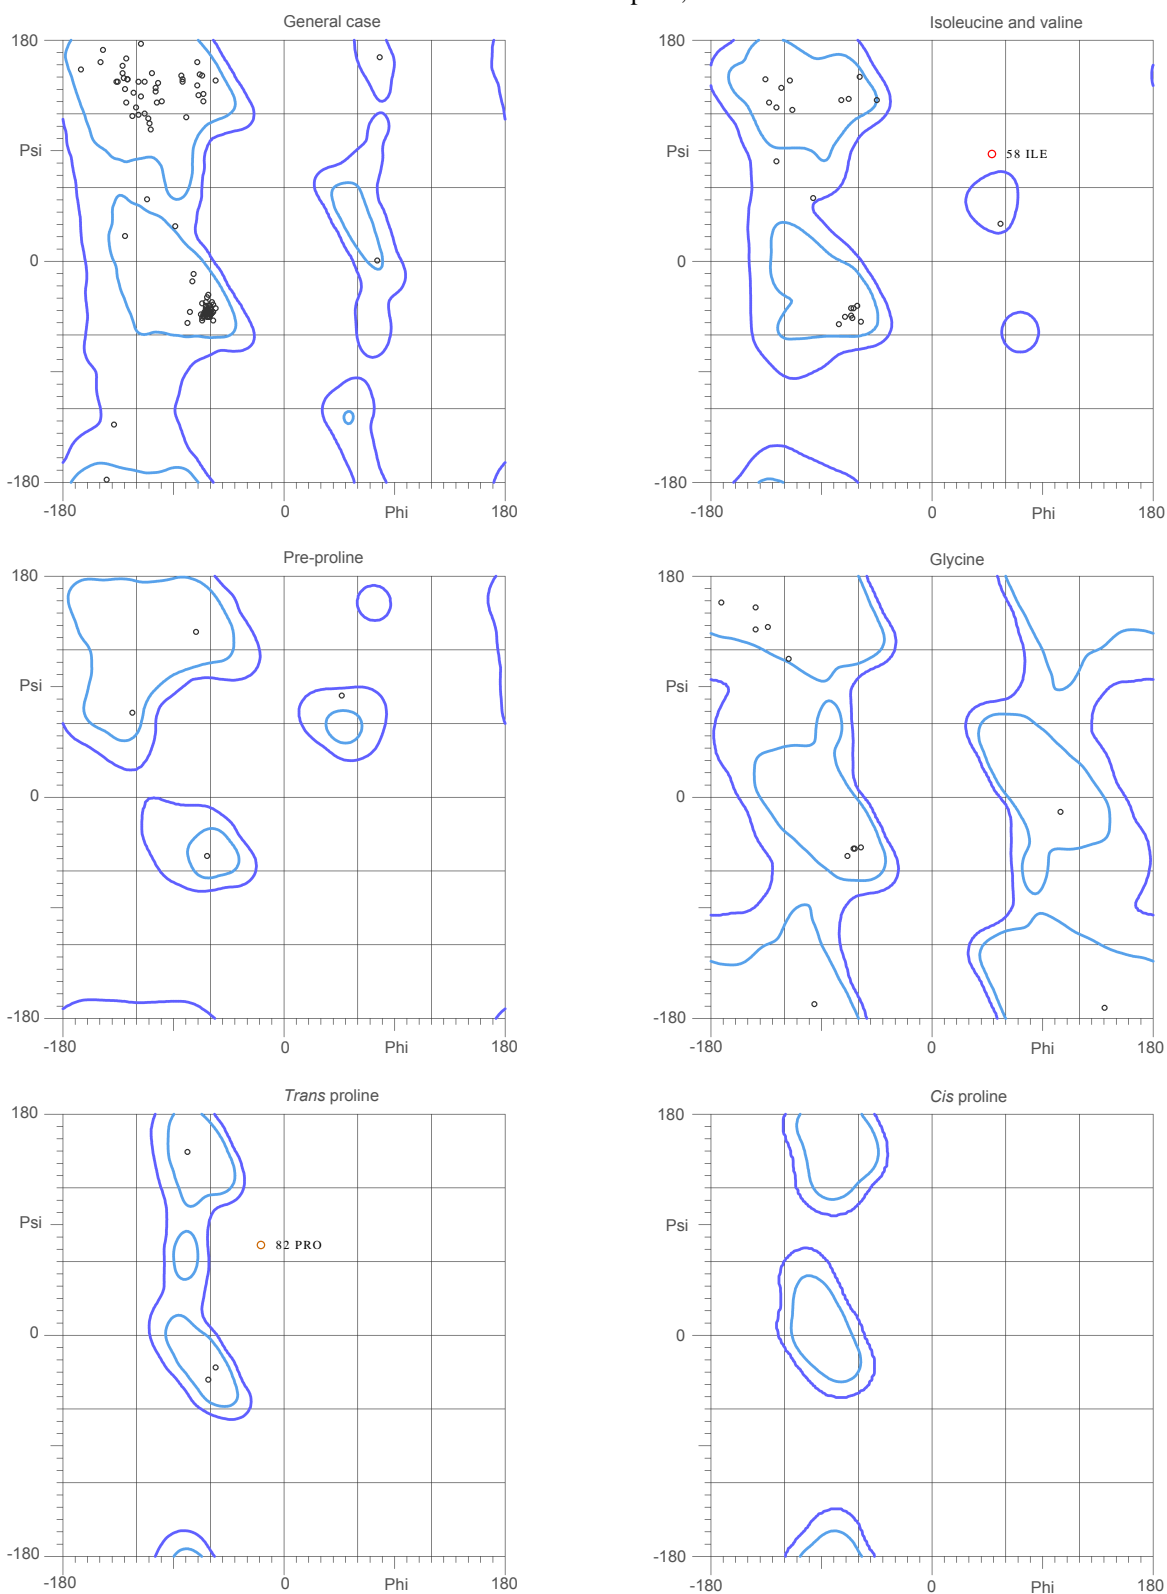 General case
Isoleucine and valine
180
Psi
0
-180
-180
0
Phi
180
180
Psi
0
-180
58 ILE
-180
0
Phi
180
Pre-proline
Glycine
180
Psi
0
-180
-180
0
Phi
180
180
Psi
0
-180
-180
0
Phi
180
Trans proline
Cis proline
180
Psi
0
-180
82 PRO
-180
0
Phi
180
180
Psi
0
-180
-180
0
Phi
180